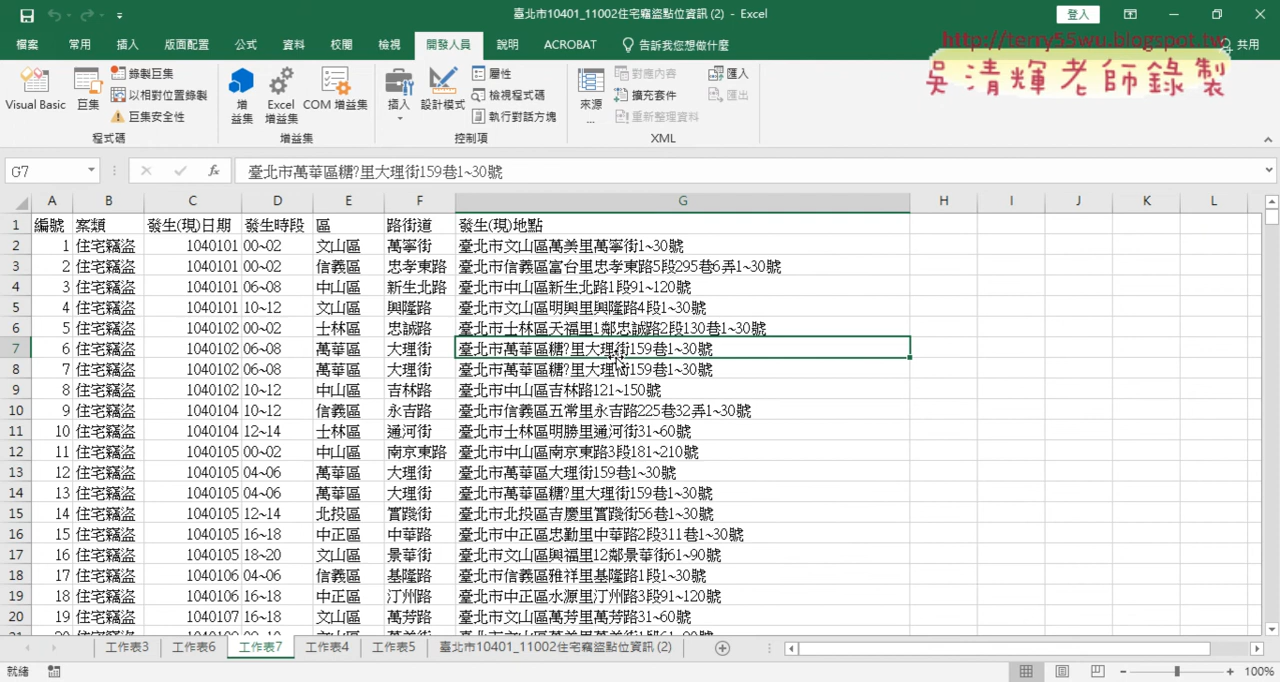 臺北市10401_11002住宅竊盜點位資訊 (2) - Excel
登入
檔案 常用 插入 版面配置 公式 資料 校閱 檢視 開發人員 說明 ACROBAT 告訴我您想做什麼 共用
http://terry55wu.blogspot.tw
吳清輝老師錄製
Visual Basic 巨集 錄製巨集 以相對位置錄製 巨集安全性 程式碼
增益集 Excel 增益集 COM 增益集 增益集
插入 設計模式 屬性 檢視程式碼 執行對話方塊 控制項
來源... 對應內容 擴充套件 重新整理資料 匯入 匯出 XML
G7 fx 臺北市萬華區糖?里大理街159巷1~30號
A B C D E F G H I J K L
1 編號 案類 發生(現)日期 發生時段 區 路街道 發生(現)地點
2 1 住宅竊盜 1040101 00~02 文山區 萬寧街 臺北市文山區萬美里萬寧街1~30號
3 2 住宅竊盜 1040101 00~02 信義區 忠孝東路 臺北市信義區富台里忠孝東路5段295巷6弄1~30號
4 3 住宅竊盜 1040101 06~08 中山區 新生北路 臺北市中山區新生北路1段91~120號
5 4 住宅竊盜 1040101 10~12 文山區 興隆路 臺北市文山區明興里興隆路4段1~30號
6 5 住宅竊盜 1040102 00~02 士林區 忠誠路 臺北市士林區天福里1鄰忠誠路2段130巷1~30號
7 6 住宅竊盜 1040102 06~08 萬華區 大理街 臺北市萬華區糖?里大理街159巷1~30號
8 7 住宅竊盜 1040102 06~08 萬華區 大理街 臺北市萬華區糖?里大理街159巷1~30號
9 8 住宅竊盜 1040102 10~12 中山區 吉林路 臺北市中山區吉林路121~150號
10 9 住宅竊盜 1040104 10~12 信義區 永吉路 臺北市信義區五常里永吉路225巷32弄1~30號
11 10 住宅竊盜 1040104 12~14 士林區 通河街 臺北市士林區明勝里通河街31~60號
12 11 住宅竊盜 1040105 00~02 中山區 南京東路 臺北市中山區南京東路3段181~210號
13 12 住宅竊盜 1040105 04~06 萬華區 大理街 臺北市萬華區大理街159巷1~30號
14 13 住宅竊盜 1040105 04~06 萬華區 大理街 臺北市萬華區糖?里大理街159巷1~30號
15 14 住宅竊盜 1040105 12~14 北投區 實踐街 臺北市北投區吉慶里實踐街56巷1~30號
16 15 住宅竊盜 1040105 16~18 中正區 中華路 臺北市中正區忠勤里中華路2段311巷1~30號
17 16 住宅竊盜 1040105 18~20 文山區 景華街 臺北市文山區興福里12鄰景華街61~90號
18 17 住宅竊盜 1040106 04~06 信義區 基隆路 臺北市信義區雅祥里基隆路1段1~30號
19 18 住宅竊盜 1040106 16~18 中正區 汀州路 臺北市中正區水源里汀州路3段91~120號
20 19 住宅竊盜 1040107 16~18 文山區 萬芳路 臺北市文山區萬芳里萬芳路31~60號
工作表3 工作表6 工作表7 工作表4 工作表5 臺北市10401_11002住宅竊盜點位資訊 (2)
就緒 100%